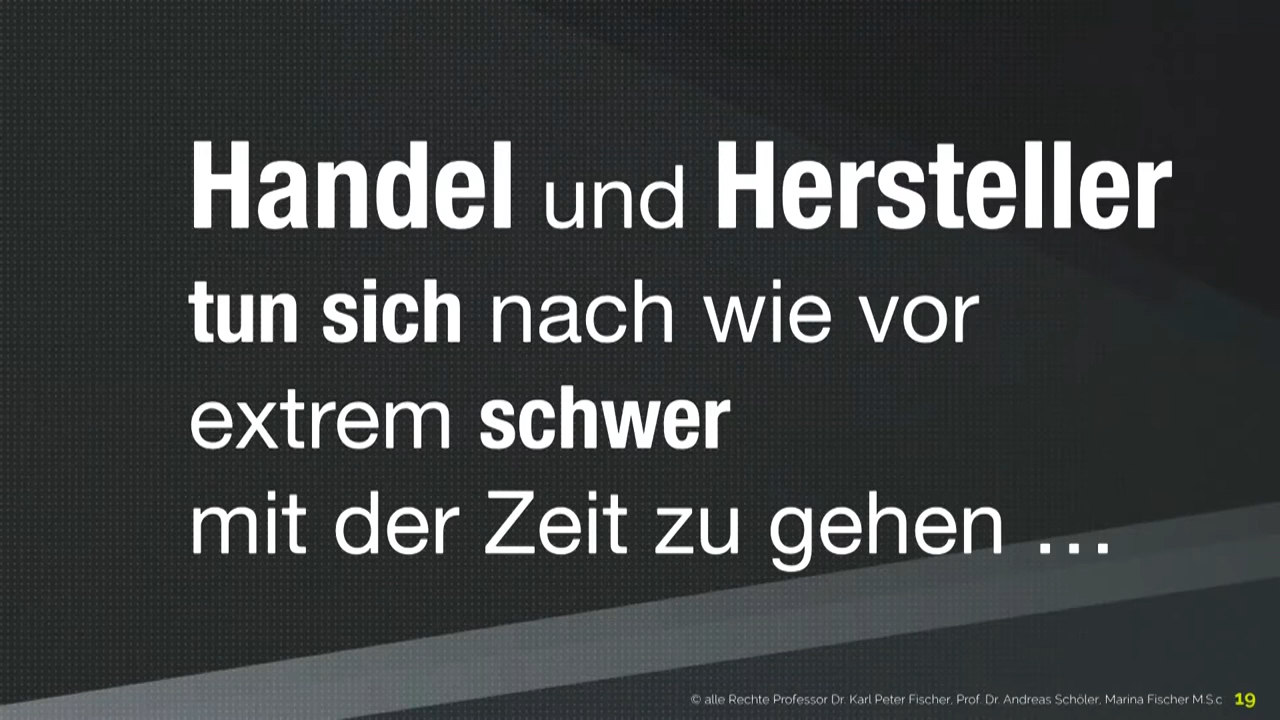 Handel und Hersteller
tun sich nach wie vor
extrem schwer
mit der Zeit zu gehen ...
© alle Rechte Professor Dr. Karl Peter Fischer, Prof. Dr. Andreas Schöler, Marina Fischer M.S.c 19